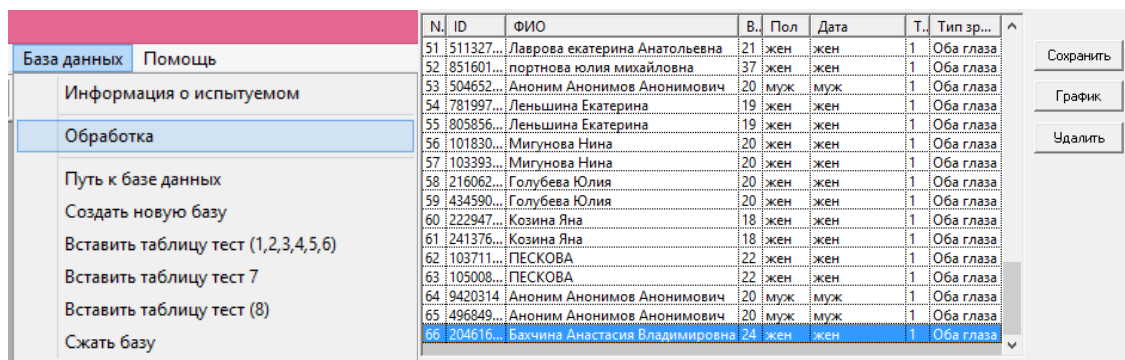 База данных Помощь
Информация о испытуемом
Обработка
Путь к базе данных
Создать новую базу
Вставить таблицу тест (1,2,3,4,5,6)
Вставить таблицу тест 7
Вставить таблицу тест (8)
Сжать базу
N. ID ФИО В.. Пол Дата Т.. Тип зр...
51 511327... Лаврова екатерина Анатольевна 21 жен жен 1 Оба глаза
52 851601... портнова юлия михайловна 37 жен жен 1 Оба глаза
53 504652... Аноним Анонимов Анонимович 20 муж муж 1 Оба глаза
54 781997... Леньшина Екатерина 19 жен жен 1 Оба глаза
55 805856... Леньшина Екатерина 19 жен жен 1 Оба глаза
56 101830... Мигунова Нина 20 жен жен 1 Оба глаза
57 103393... Мигунова Нина 20 жен жен 1 Оба глаза
58 216062... Голубева Юлия 20 жен жен 1 Оба глаза
59 434590... Голубева Юлия 20 жен жен 1 Оба глаза
60 222947... Козина Яна 18 жен жен 1 Оба глаза
61 241376... Козина Яна 18 жен жен 1 Оба глаза
62 103711... ПЕСКОВА 22 жен жен 1 Оба глаза
63 105008... ПЕСКОВА 22 жен жен 1 Оба глаза
64 9420314 Аноним Анонимов Анонимович 20 муж муж 1 Оба глаза
65 496849... Аноним Анонимов Анонимович 20 муж муж 1 Оба глаза
66 204616... Бахчина Анастасия Владимировна 24 жен жен 1 Оба глаза
Сохранить
График
Удалить